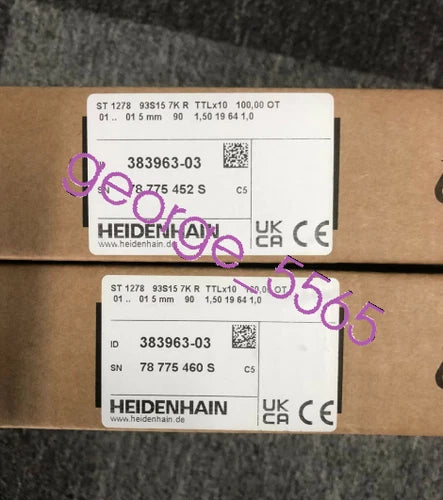 ST 1278 93S15 7K R TTLx10 100,00 OT
01 .. 01 5 mm 90 1,50 19 64 1,0
383963-03
SN 78 775 452 S C5
HEIDENHAIN
www.heidenhain.de
UK CA CE
george_5565
ST 1278 93S15 7K R TTLx10 100,00 OT
01 .. 01 5 mm 90 1,50 19 64 1,0
ID 383963-03
SN 78 775 460 S C5
HEIDENHAIN
www.heidenhain.de
UK CA CE